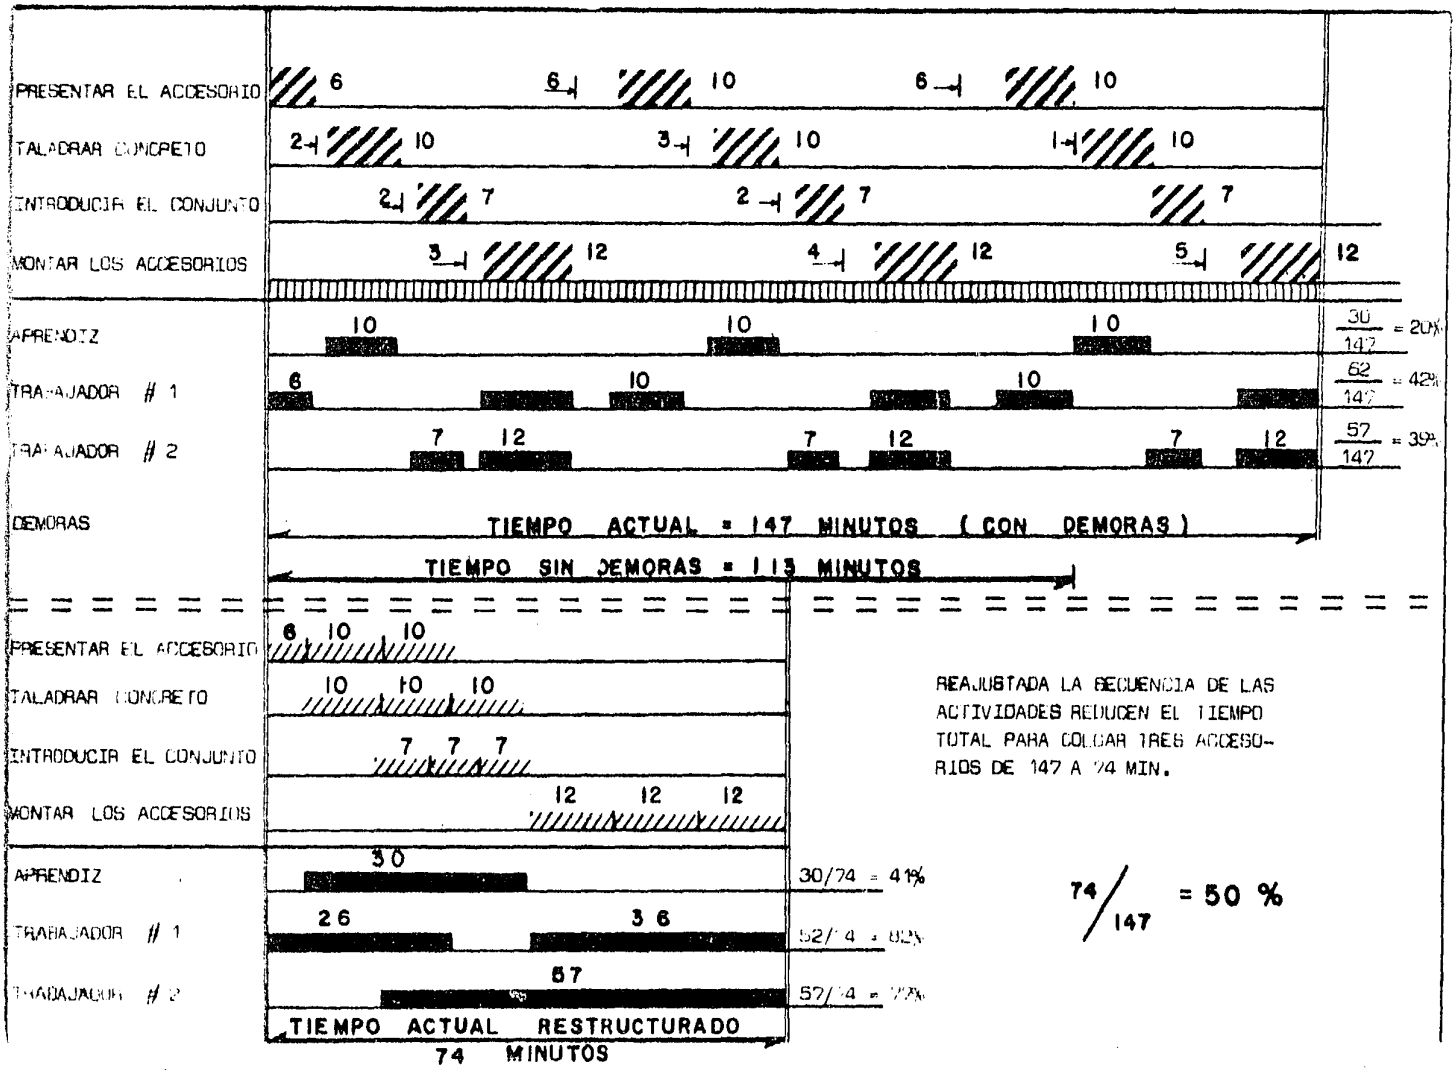 PRESENTAR EL ACCESORIO 6 6 10 6 10
TALADRAR CONCRETO 2 10 3 10 1 10
INTRODUCIR EL CONJUNTO 2 7 2 7 7
MONTAR LOS ACCESORIOS 3 12 4 12 5 12
APRENDIZ 10 10 10 30/147 = 20%
TRABAJADOR # 1 6 10 10 62/147 = 42%
TRABAJADOR # 2 7 12 7 12 7 12 57/147 = 39%
DEMORAS TIEMPO ACTUAL = 147 MINUTOS (CON DEMORAS)
TIEMPO SIN DEMORAS = 113 MINUTOS
PRESENTAR EL ACCESORIO 6 10 10
TALADRAR CONCRETO 10 10 10
INTRODUCIR EL CONJUNTO 7 7 7
MONTAR LOS ACCESORIOS 12 12 12
REAJUSTADA LA SECUENCIA DE LAS
ACTIVIDADES REDUCEN EL TIEMPO
TOTAL PARA COLGAR TRES ACCESO-
RIOS DE 147 A 74 MIN.
APRENDIZ 30 30/74 = 41%
TRABAJADOR # 1 26 36
TRABAJADOR # 2 57 57/74 = 77%
74/147 = 50 %
TIEMPO ACTUAL RESTRUCTURADO
74 MINUTOS